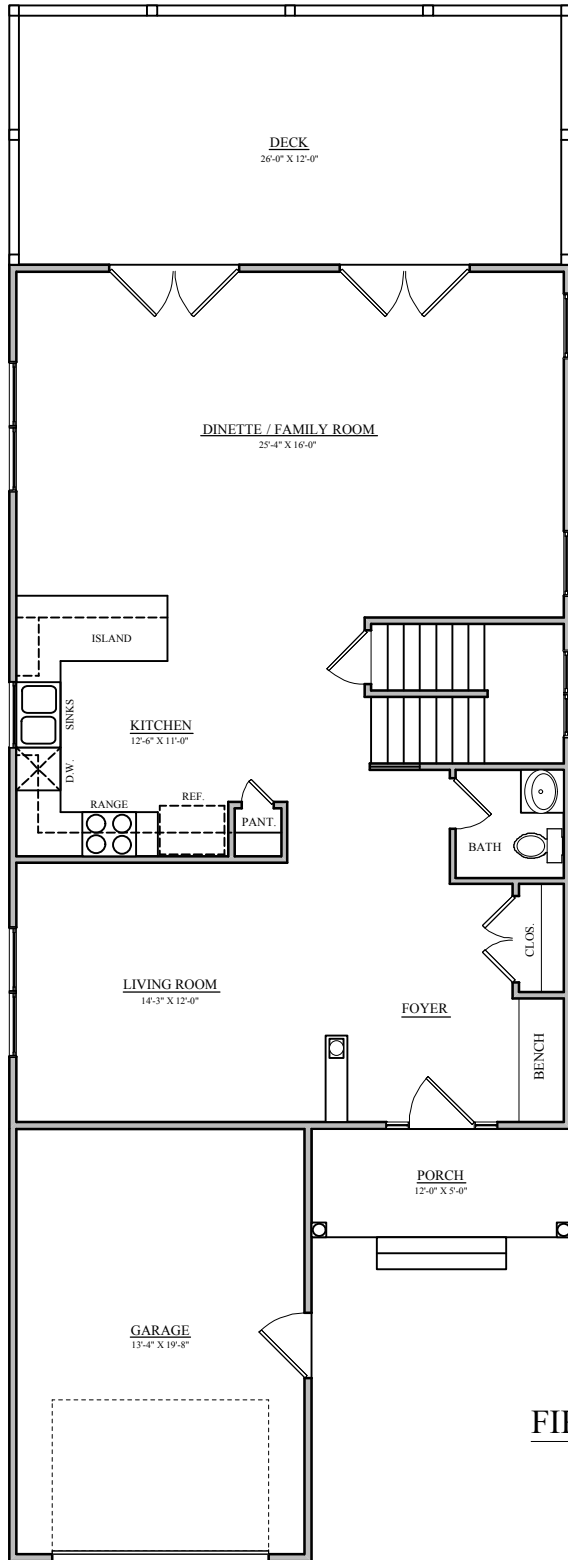 DECK
26'-0" X 12'-0"
DINETTE / FAMILY ROOM
25'-4" X 16'-0"
ISLAND
SINKS
KITCHEN
12'-6" X 11'-0"
D.W.
RANGE
REF.
PANT.
BATH
CLOS.
LIVING ROOM
14'-3" X 12'-0"
FOYER
BENCH
PORCH
12'-0" X 5'-0"
GARAGE
13'-4" X 19'-8"